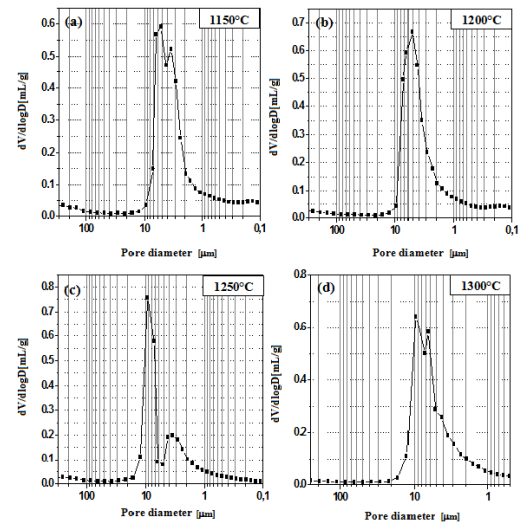 (a) 1150°C
0.6
0.5
0.4
0.3
0.2
0.1
0.0
dV/dlogD[mL/g]
100 10 1 0,1
Pore diameter [µm]
(b) 1200°C
0.7
0.6
0.5
0.4
0.3
0.2
0.1
0.0
dV/dlogD[mL/g]
100 10 1 0,1
Pore diameter [µm]
(c) 1250°C
0.8
0.7
0.6
0.5
0.4
0.3
0.2
0.1
0.0
dV/dlogD[mL/g]
100 10 1 0,1
Pore diameter [µm]
(d) 1300°C
0.8
0.6
0.4
0.2
0.0
dV/dlogD[mL/g]
100 10 1
Pore diameter [µm]